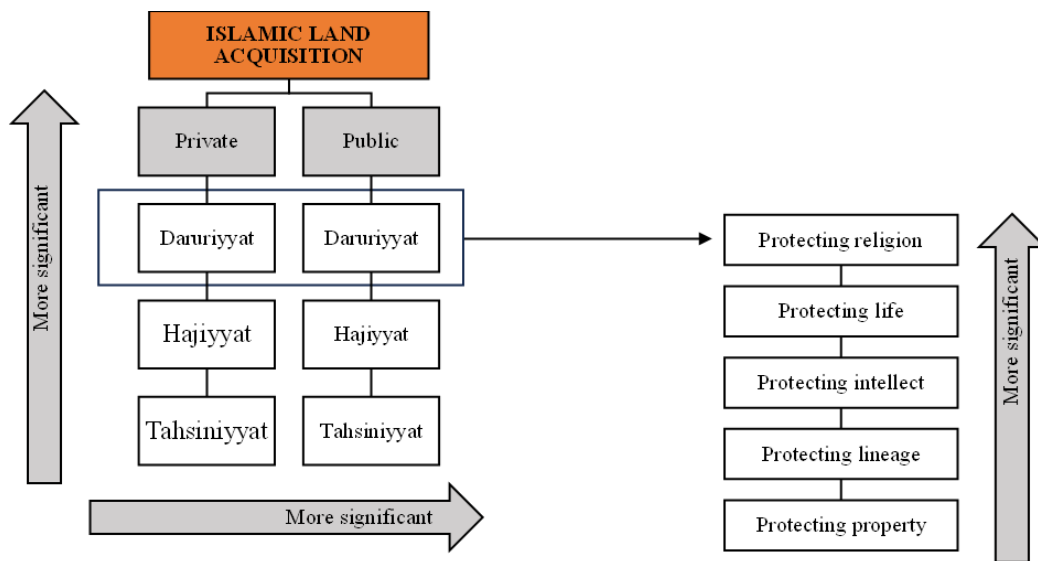 ISLAMIC LAND
ACQUISITION
Private
Public
Daruriyyat
Daruriyyat
Hajiyyat
Hajiyyat
Tahsiniyyat
Tahsiniyyat
More significant
More significant
Protecting religion
Protecting life
Protecting intellect
Protecting lineage
Protecting property
More significant